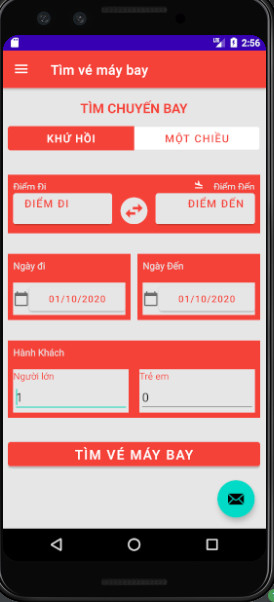 2:56
Tìm vé máy bay
TÌM CHUYẾN BAY
KHỨ HỒI MỘT CHIỀU
Điểm Đi Điểm Đến
ĐIỂM ĐI ĐIỂM ĐẾN
Ngày đi Ngày Đến
01/10/2020 01/10/2020
Hành Khách
Người lớn Trẻ em
1 0
TÌM VÉ MÁY BAY